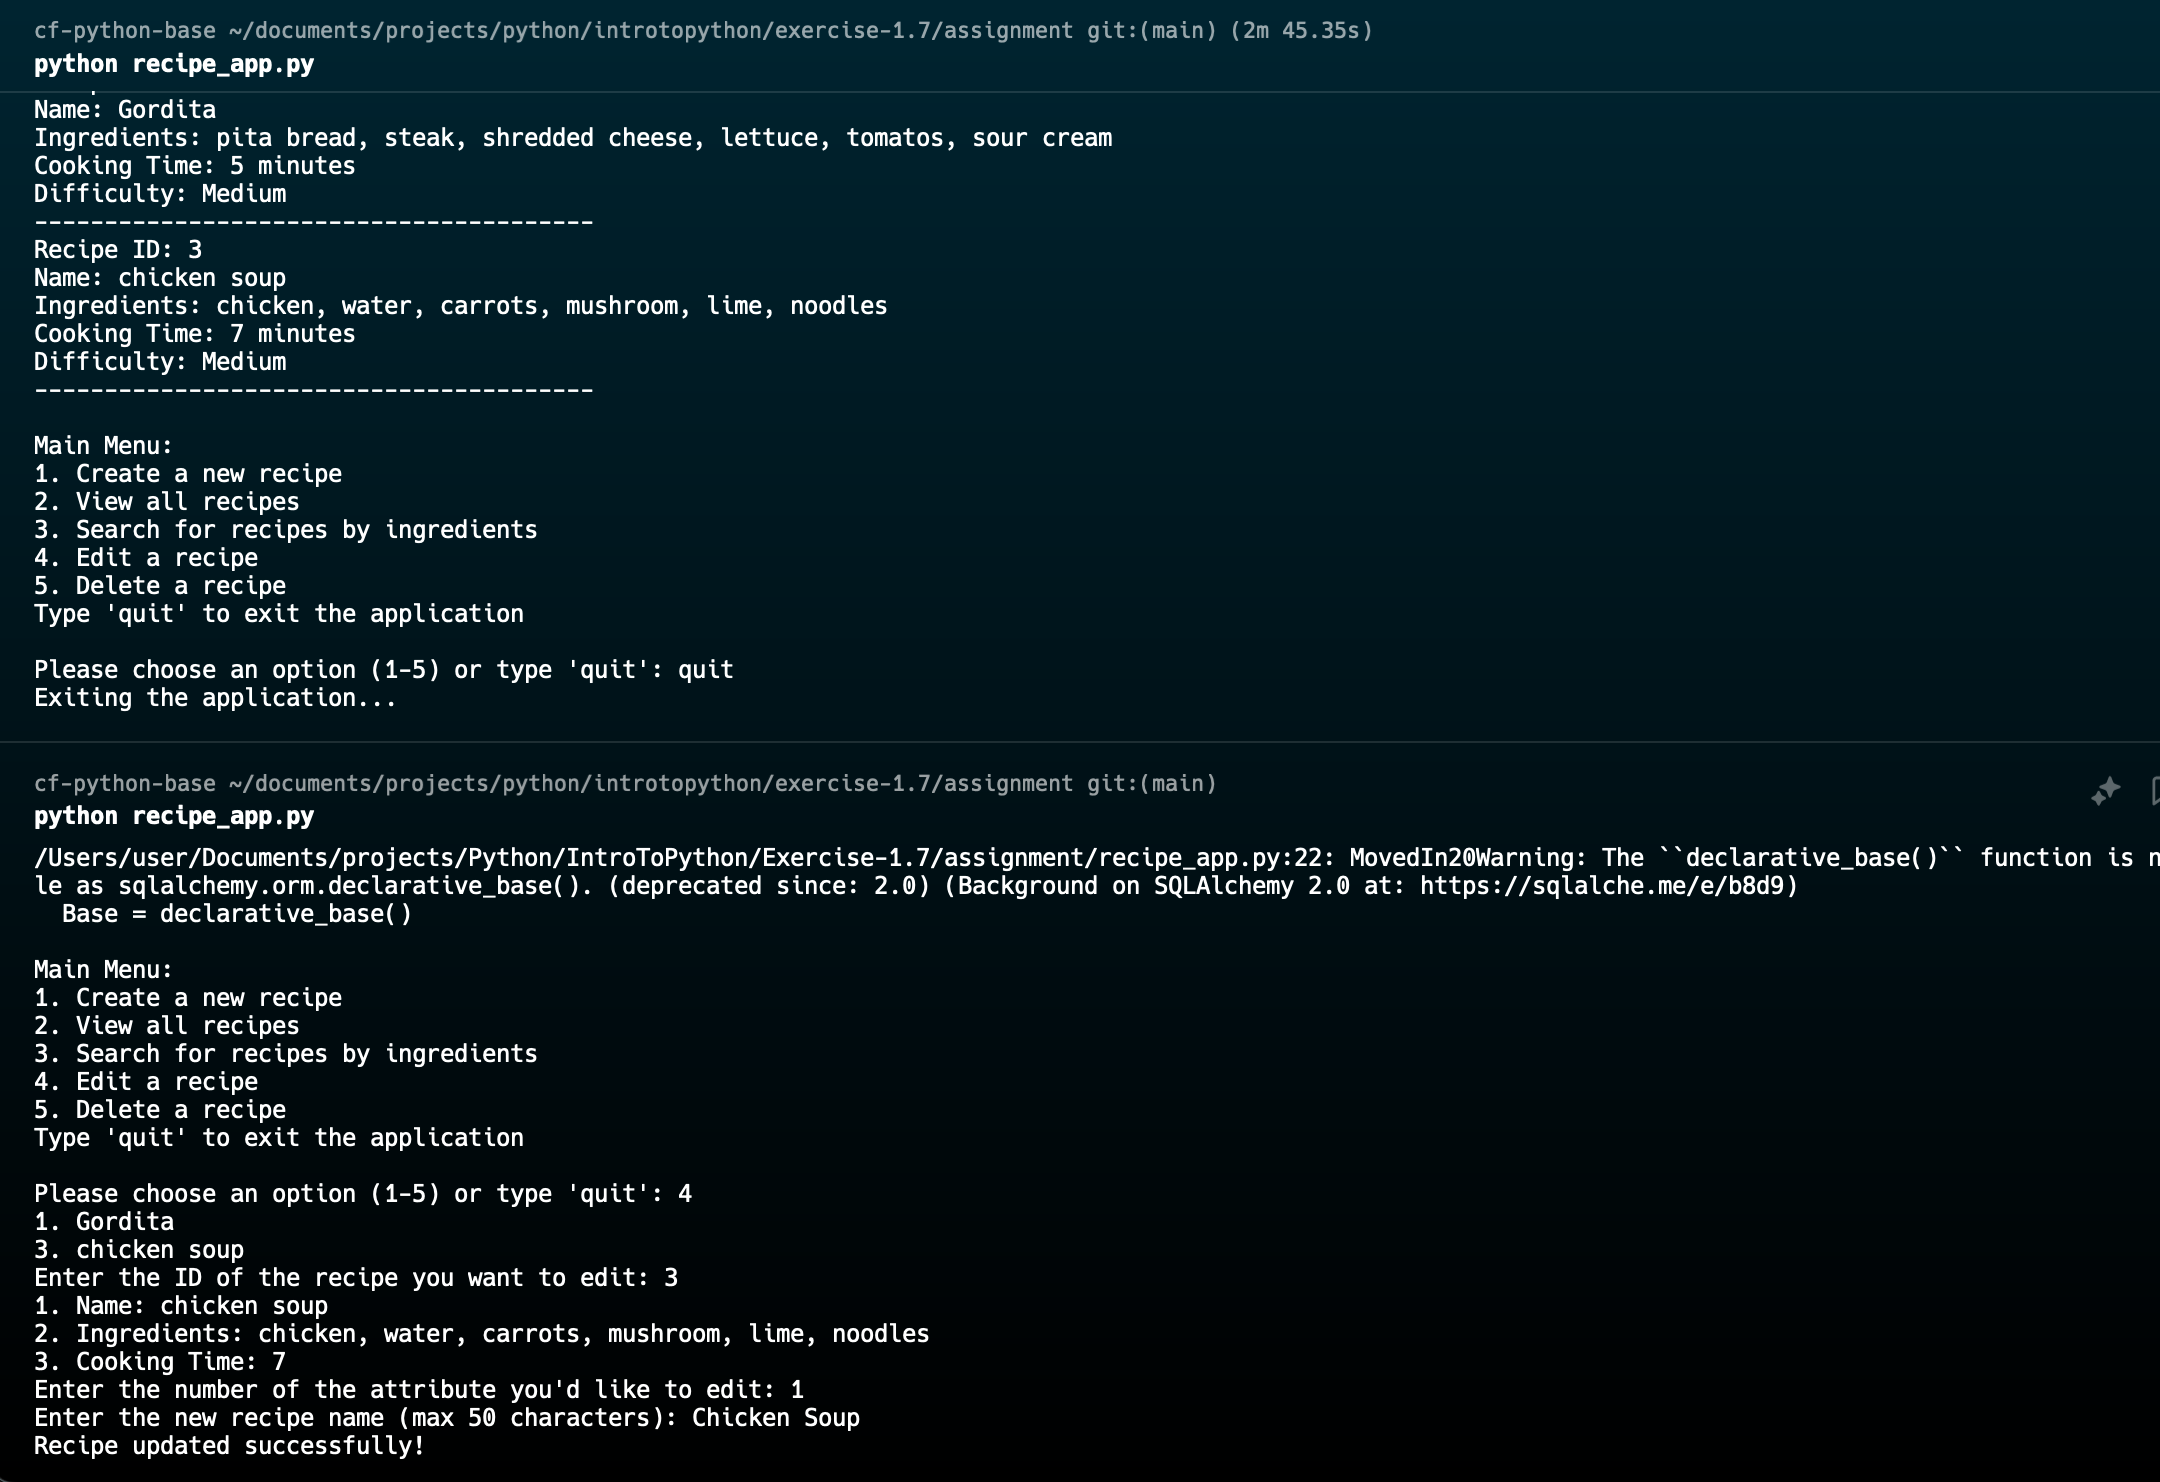 cf-python-base ~/documents/projects/python/introtopython/exercise-1.7/assignment git:(main) (2m 45.35s)
python recipe_app.py
Name: Gordita
Ingredients: pita bread, steak, shredded cheese, lettuce, tomatos, sour cream
Cooking Time: 5 minutes
Difficulty: Medium
----------------------------------------
Recipe ID: 3
Name: chicken soup
Ingredients: chicken, water, carrots, mushroom, lime, noodles
Cooking Time: 7 minutes
Difficulty: Medium
----------------------------------------
Main Menu:
1. Create a new recipe
2. View all recipes
3. Search for recipes by ingredients
4. Edit a recipe
5. Delete a recipe
Type 'quit' to exit the application
Please choose an option (1-5) or type 'quit': quit
Exiting the application...
cf-python-base ~/documents/projects/python/introtopython/exercise-1.7/assignment git:(main)
python recipe_app.py
/Users/user/Documents/projects/Python/IntroToPython/Exercise-1.7/assignment/recipe_app.py:22: MovedIn20Warning: The ``declarative_base()`` function is n
le as sqlalchemy.orm.declarative_base(). (deprecated since: 2.0) (Background on SQLAlchemy 2.0 at: https://sqlalche.me/e/b8d9)
  Base = declarative_base()
Main Menu:
1. Create a new recipe
2. View all recipes
3. Search for recipes by ingredients
4. Edit a recipe
5. Delete a recipe
Type 'quit' to exit the application
Please choose an option (1-5) or type 'quit': 4
1. Gordita
3. chicken soup
Enter the ID of the recipe you want to edit: 3
1. Name: chicken soup
2. Ingredients: chicken, water, carrots, mushroom, lime, noodles
3. Cooking Time: 7
Enter the number of the attribute you'd like to edit: 1
Enter the new recipe name (max 50 characters): Chicken Soup
Recipe updated successfully!